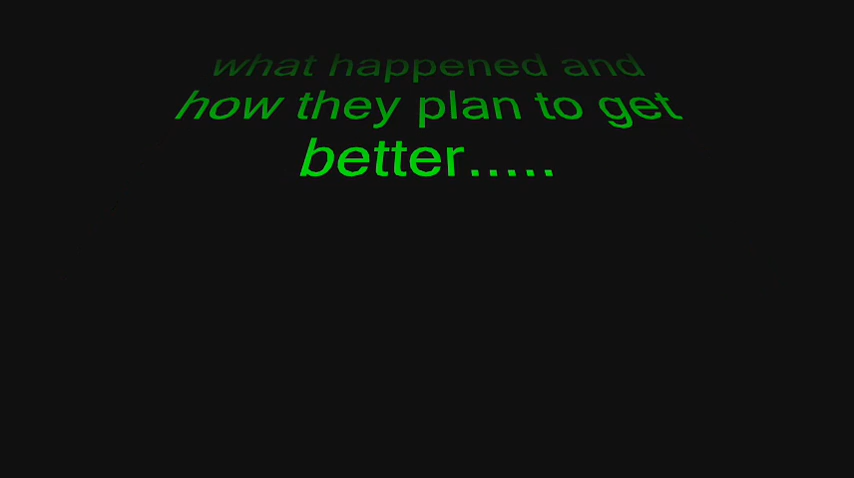 what happened and
how they plan to get
better.....